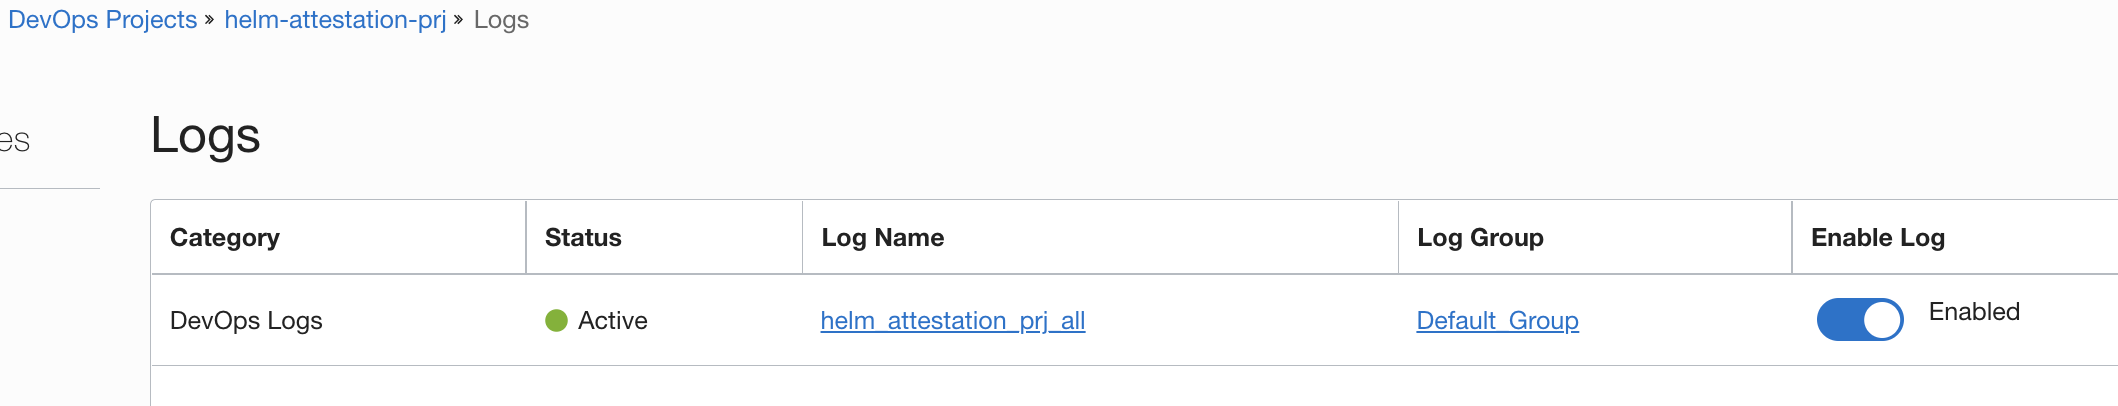 DevOps Projects » helm-attestation-prj » Logs
es
Logs
Category Status Log Name Log Group Enable Log
DevOps Logs Active helm_attestation_prj_all Default_Group Enabled